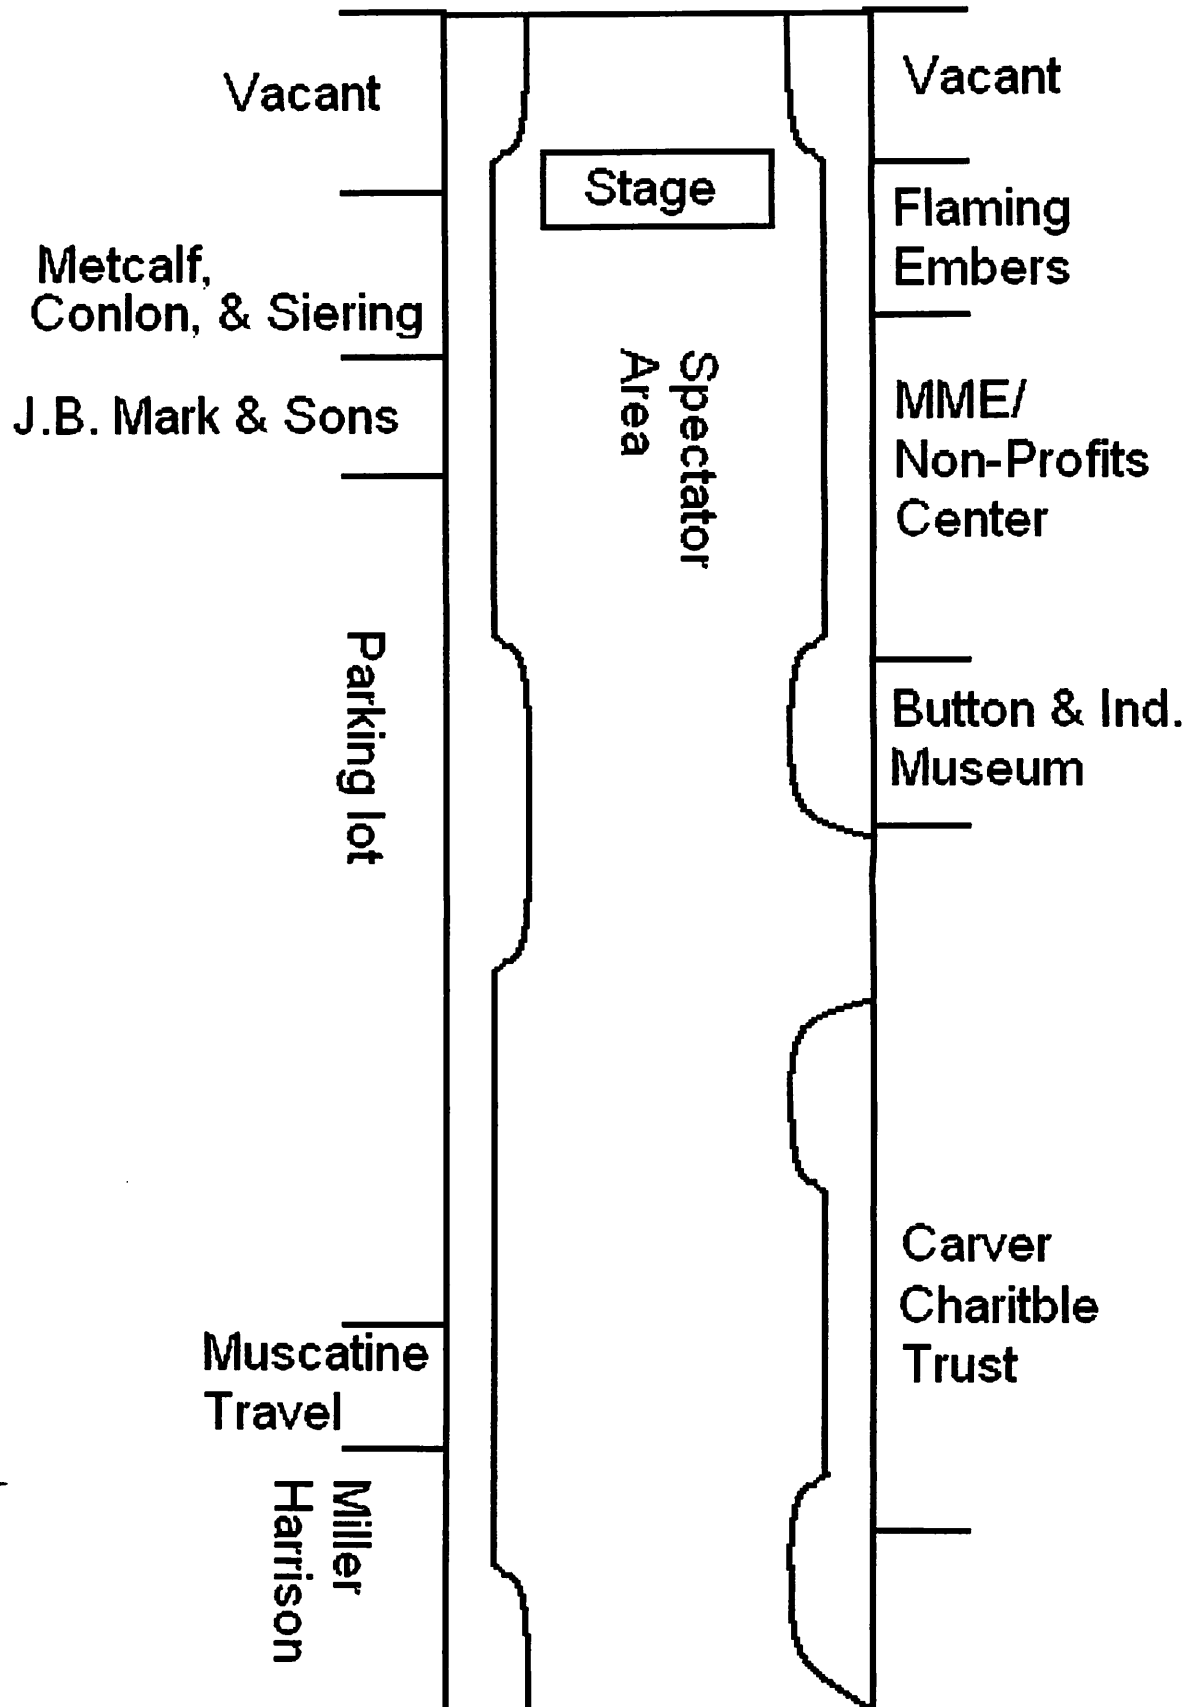 Vacant
Vacant
Stage
Flaming
Embers
Metcalf,
Conlon, & Siering
Spectator
Area
J.B. Mark & Sons
MME/
Non-Profits
Center
Parking lot
Button & Ind.
Museum
Carver
Charitble
Trust
Muscatine
Travel
Miller
Harrison